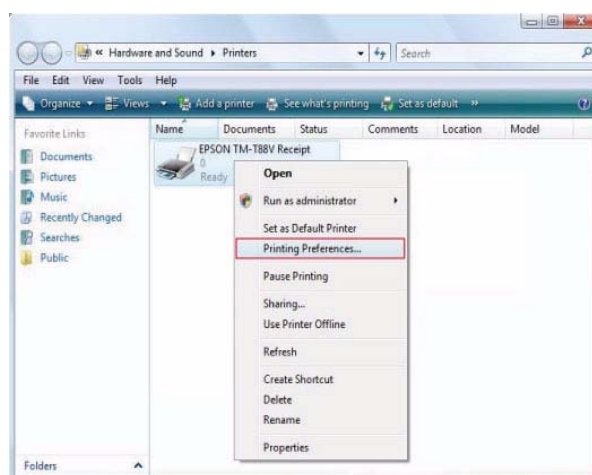 « Hardware and Sound ▸ Printers
Search
File Edit View Tools Help
Organize Views Add a printer See what's printing Set as default »
Favorite Links
Name Documents Status Comments Location Model
Documents
Pictures
Music
Recently Changed
Searches
Public
EPSON TM-T88V Receipt
0
Ready
Open
Run as administrator
Set as Default Printer
Printing Preferences...
Pause Printing
Sharing...
Use Printer Offline
Refresh
Create Shortcut
Delete
Rename
Properties
Folders